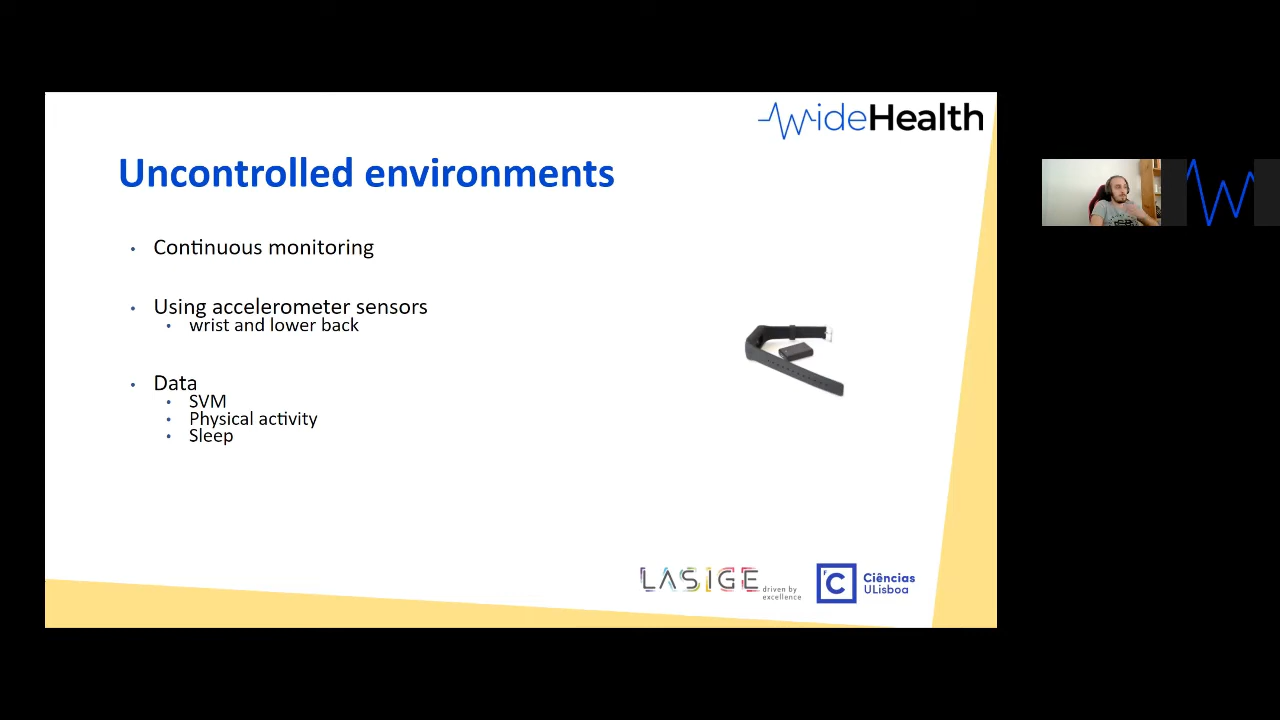 WideHealth
Uncontrolled environments
• Continuous monitoring
• Using accelerometer sensors
• wrist and lower back
• Data
• SVM
• Physical activity
• Sleep
LASIGE driven by
excellence
C Ciências
ULisboa